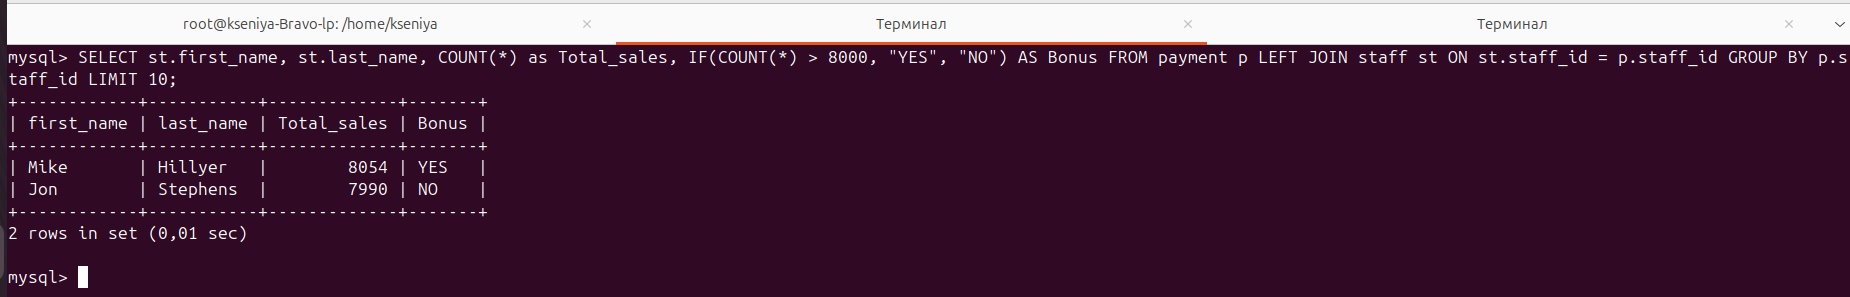 root@kseniya-Bravo-lp: /home/kseniya × Терминал × Терминал ×
mysql> SELECT st.first_name, st.last_name, COUNT(*) as Total_sales, IF(COUNT(*) > 8000, "YES", "NO") AS Bonus FROM payment p LEFT JOIN staff st ON st.staff_id = p.staff_id GROUP BY p.s
taff_id LIMIT 10;
+------------+-----------+-------------+-------+
| first_name | last_name | Total_sales | Bonus |
+------------+-----------+-------------+-------+
| Mike       | Hillyer   |        8054 | YES   |
| Jon        | Stephens  |        7990 | NO    |
+------------+-----------+-------------+-------+
2 rows in set (0,01 sec)
mysql>